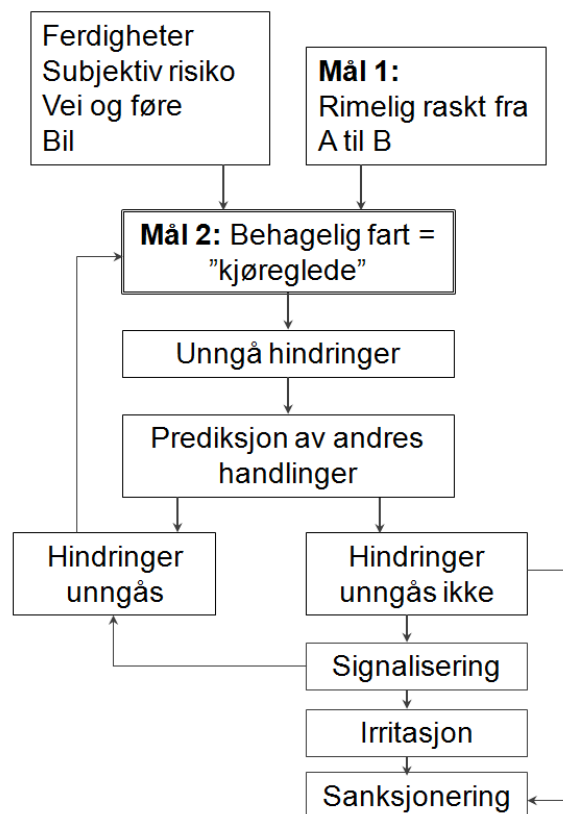 Ferdigheter
Subjektiv risiko
Vei og føre
Bil
Mål 1:
Rimelig raskt fra
A til B
Mål 2: Behagelig fart =
”kjøreglede”
Unngå hindringer
Prediksjon av andres
handlinger
Hindringer
unngås
Hindringer
unngås ikke
Signalisering
Irritasjon
Sanksjonering